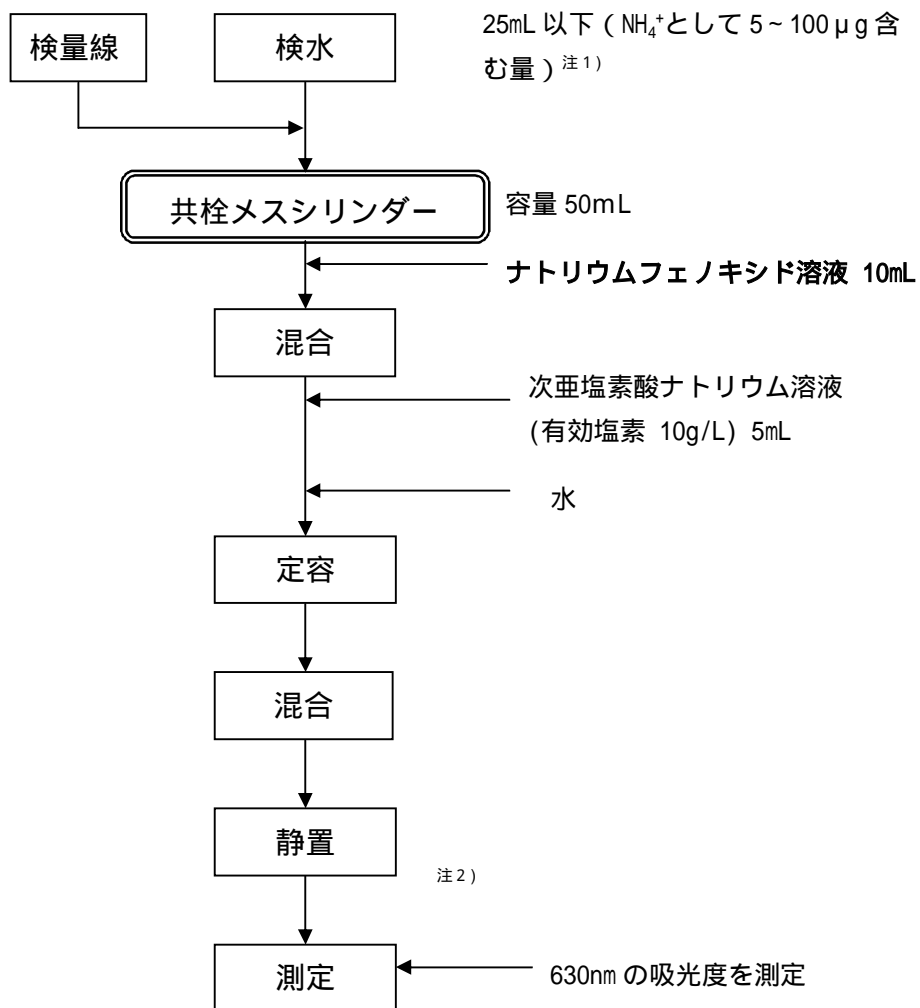 検量線
検水
25mL 以下（NH₄⁺として 5~100μg 含
む量）注1)
共栓メスシリンダー
容量 50mL
ナトリウムフェノキシド溶液 10mL
混合
次亜塩素酸ナトリウム溶液
(有効塩素 10g/L) 5mL
水
定容
混合
静置
注2)
測定
630nm の吸光度を測定